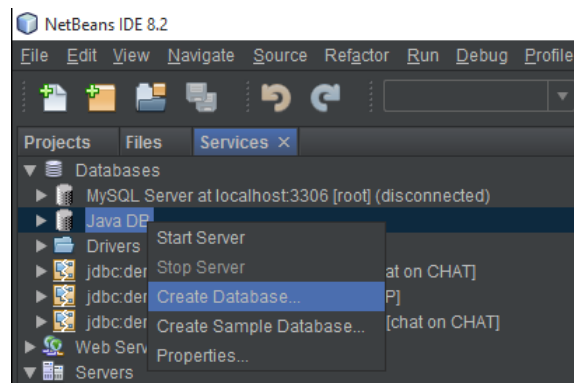 NetBeans IDE 8.2
File Edit View Navigate Source Refactor Run Debug Profile
Projects Files Services ×
Databases
MySQL Server at localhost:3306 [root] (disconnected)
Java DB
Start Server
Drivers
Stop Server
jdbc:der at on CHAT]
Create Database...
jdbc:der P]
Create Sample Database...
jdbc:der [chat on CHAT]
Web Serv
Properties...
Servers